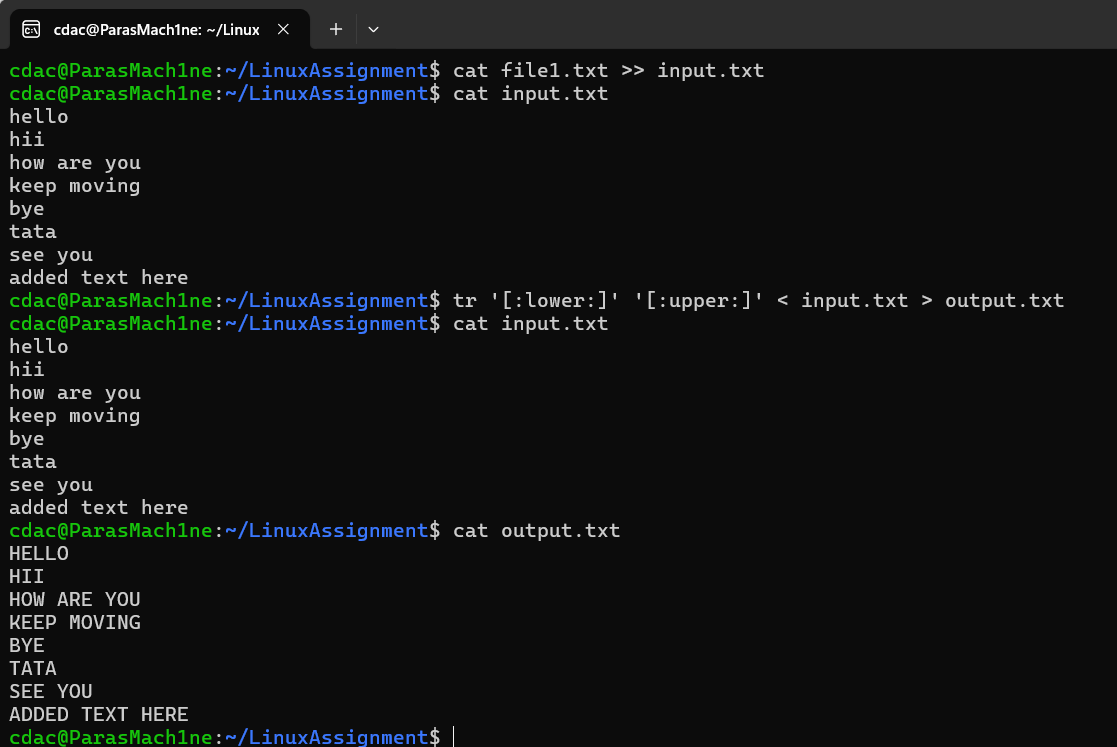 cdac@ParasMach1ne: ~/Linux
cdac@ParasMach1ne:~/LinuxAssignment$ cat file1.txt >> input.txt
cdac@ParasMach1ne:~/LinuxAssignment$ cat input.txt
hello
hii
how are you
keep moving
bye
tata
see you
added text here
cdac@ParasMach1ne:~/LinuxAssignment$ tr '[:lower:]' '[:upper:]' < input.txt > output.txt
cdac@ParasMach1ne:~/LinuxAssignment$ cat input.txt
hello
hii
how are you
keep moving
bye
tata
see you
added text here
cdac@ParasMach1ne:~/LinuxAssignment$ cat output.txt
HELLO
HII
HOW ARE YOU
KEEP MOVING
BYE
TATA
SEE YOU
ADDED TEXT HERE
cdac@ParasMach1ne:~/LinuxAssignment$